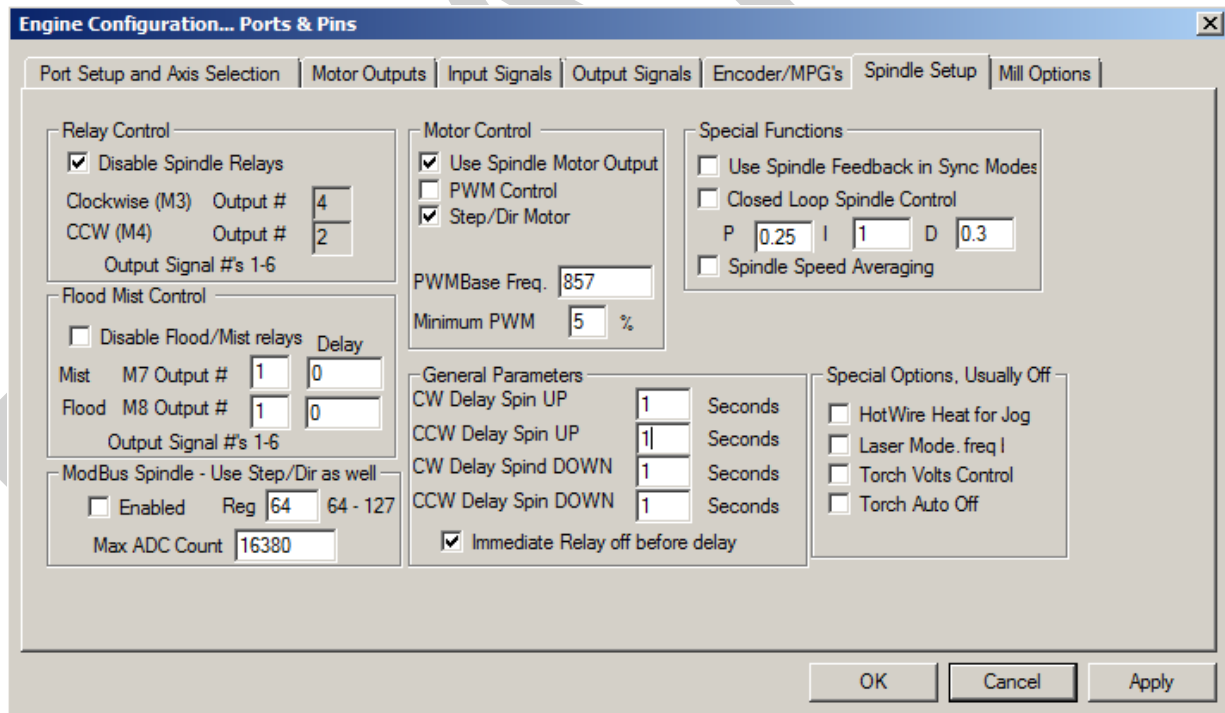 Engine Configuration... Ports & Pins
Port Setup and Axis Selection
Motor Outputs
Input Signals
Output Signals
Encoder/MPG's
Spindle Setup
Mill Options
Relay Control
Disable Spindle Relays
Clockwise (M3) Output # 4
CCW (M4) Output # 2
Output Signal #'s 1-6
Flood Mist Control
Disable Flood/Mist relays Delay
Mist M7 Output # 1 0
Flood M8 Output # 1 0
Output Signal #'s 1-6
ModBus Spindle - Use Step/Dir as well
Enabled Reg 64 64 - 127
Max ADC Count 16380
Motor Control
Use Spindle Motor Output
PWM Control
Step/Dir Motor
PWMBase Freq. 857
Minimum PWM 5 %
General Parameters
CW Delay Spin UP 1 Seconds
CCW Delay Spin UP 1 Seconds
CW Delay Spind DOWN 1 Seconds
CCW Delay Spin DOWN 1 Seconds
Immediate Relay off before delay
Special Functions
Use Spindle Feedback in Sync Modes
Closed Loop Spindle Control
P 0.25 I 1 D 0.3
Spindle Speed Averaging
Special Options, Usually Off
HotWire Heat for Jog
Laser Mode. freq I
Torch Volts Control
Torch Auto Off
OK
Cancel
Apply